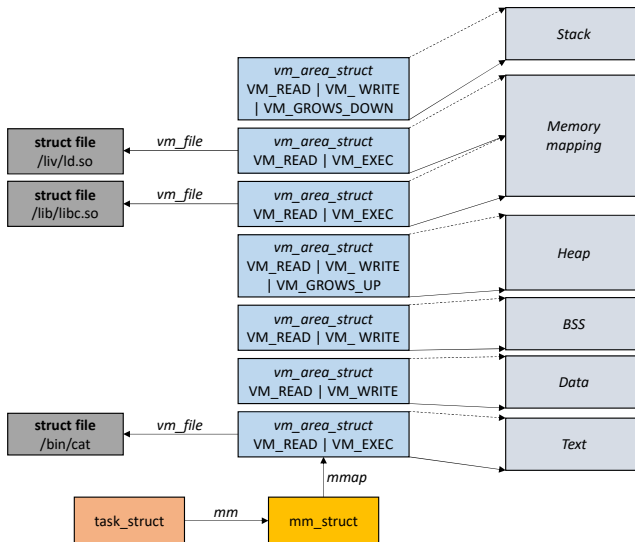 Stack
vm_area_struct
VM_READ | VM_ WRITE
| VM_GROWS_DOWN
struct file
/liv/ld.so
vm_file
vm_area_struct
VM_READ | VM_EXEC
Memory
mapping
struct file
/lib/libc.so
vm_file
vm_area_struct
VM_READ | VM_EXEC
vm_area_struct
VM_READ | VM_ WRITE
| VM_GROWS_UP
Heap
vm_area_struct
VM_READ | VM_ WRITE
BSS
vm_area_struct
VM_READ | VM_WRITE
Data
struct file
/bin/cat
vm_file
vm_area_struct
VM_READ | VM_EXEC
Text
mmap
task_struct
mm
mm_struct